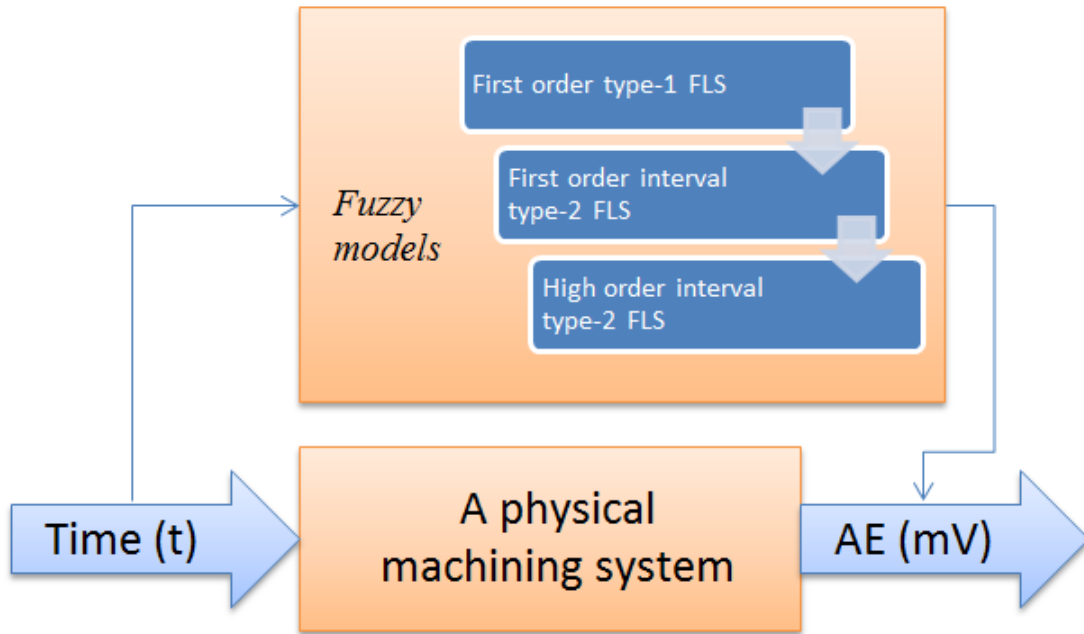 First order type-1 FLS
First order interval
type-2 FLS
Fuzzy
models
High order interval
type-2 FLS
Time (t)
A physical
machining system
AE (mV)